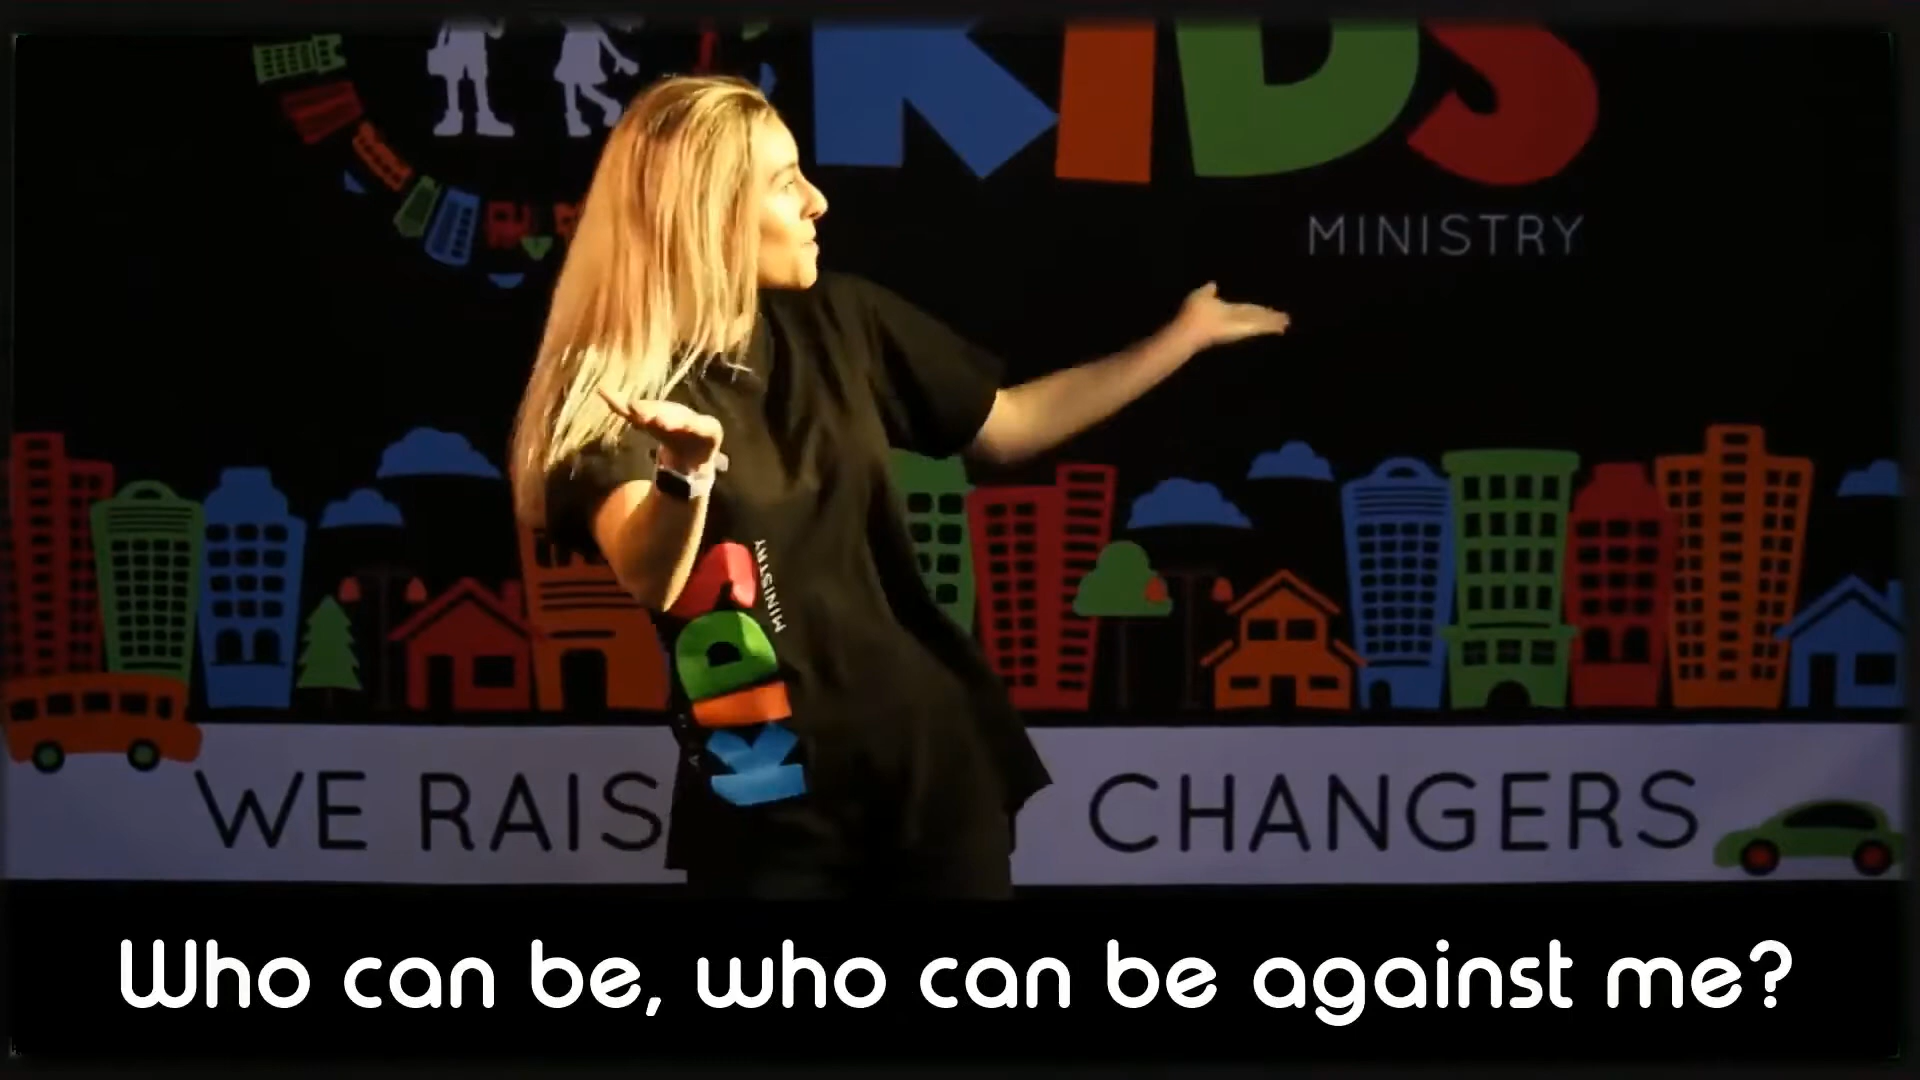 KIDS
MINISTRY
KIDS
MINISTRY
WE RAIS
CHANGERS
Who can be, who can be against me?